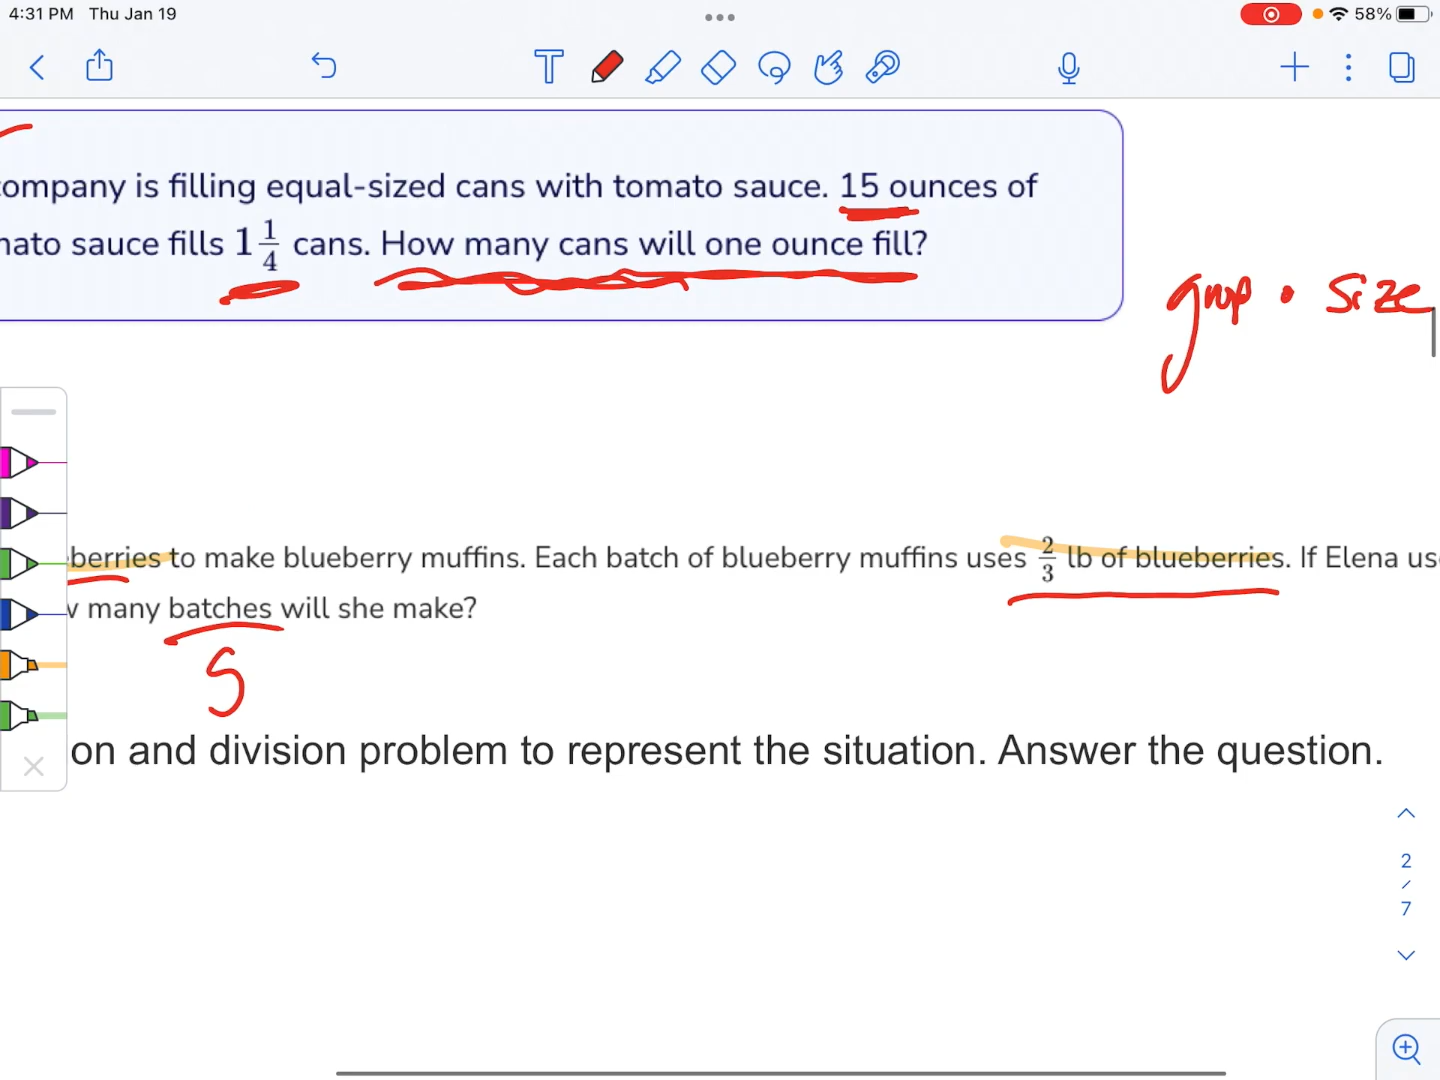 4:31 PM Thu Jan 19
58%
company is filling equal-sized cans with tomato sauce. 15 ounces of
mato sauce fills 1 1/4 cans. How many cans will one ounce fill?
group • size
berries to make blueberry muffins. Each batch of blueberry muffins uses 2/3 lb of blueberries. If Elena us
w many batches will she make?
S
on and division problem to represent the situation. Answer the question.
2
/
7